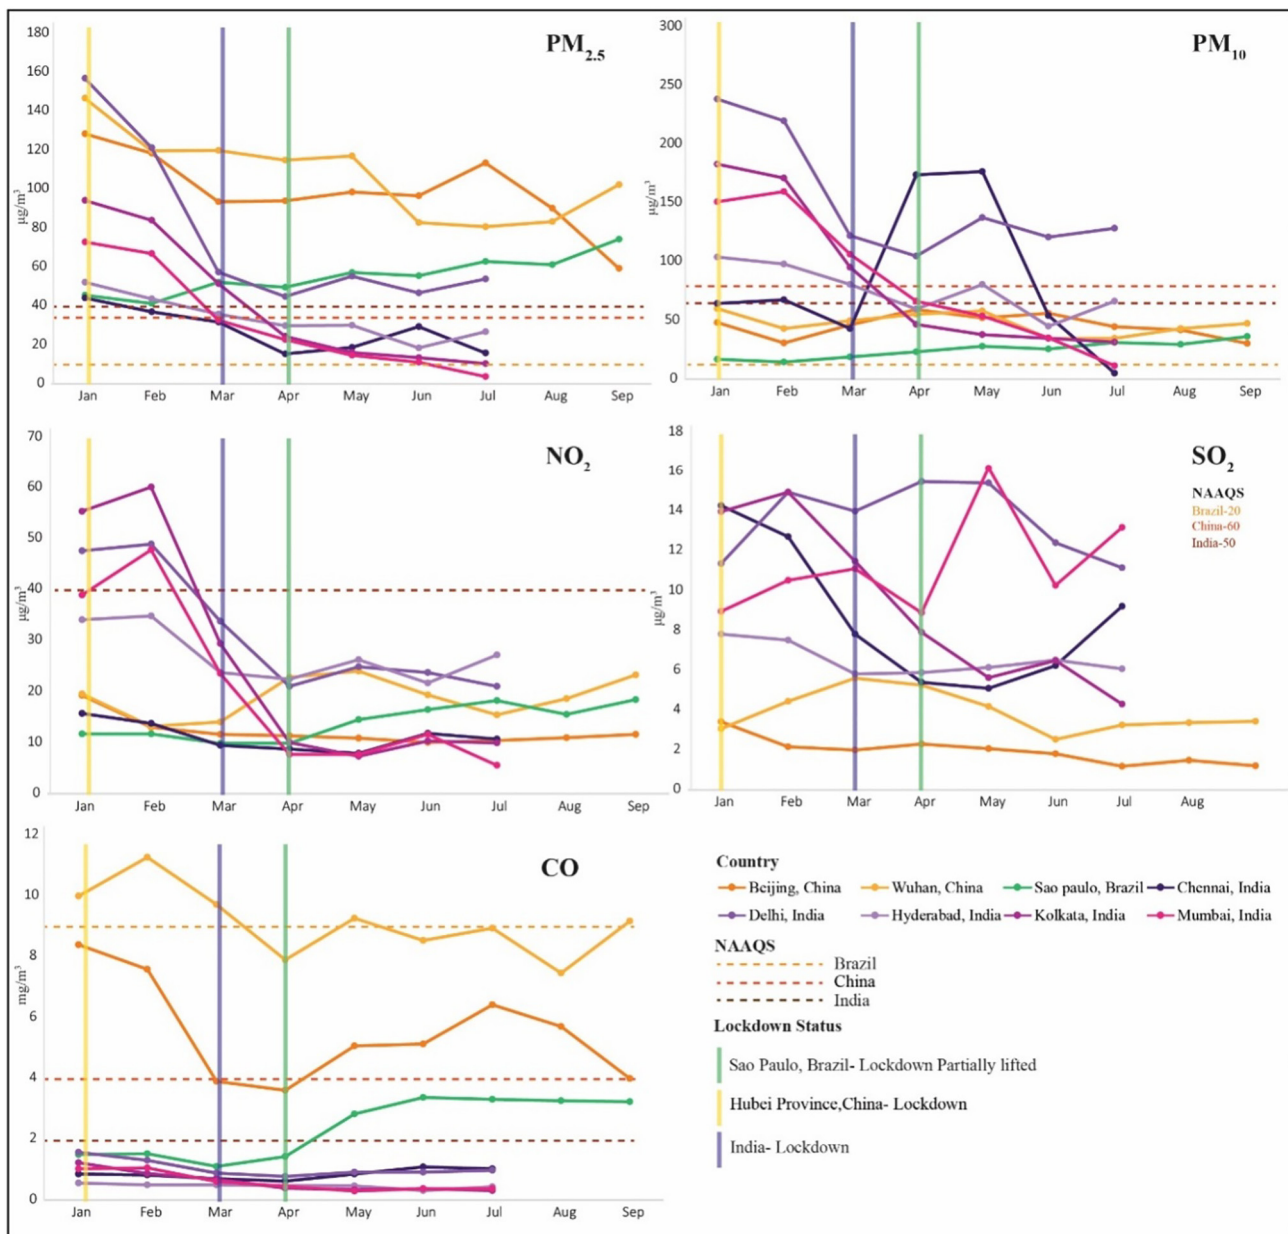 PM2.5
180
160
140
120
100
80
60
40
20
0
µg/m³
Jan Feb Mar Apr May Jun Jul Aug Sep
PM10
300
250
200
150
100
50
0
µg/m³
Jan Feb Mar Apr May Jun Jul Aug Sep
NO2
70
60
50
40
30
20
10
0
µg/m³
Jan Feb Mar Apr May Jun Jul Aug Sep
SO2
18
16
14
12
10
8
6
4
2
0
µg/m³
NAAQS
Brazil-20
China-60
India-50
Jan Feb Mar Apr May Jun Jul Aug
CO
12
10
8
6
4
2
0
mg/m³
Jan Feb Mar Apr May Jun Jul Aug Sep
Country
Beijing, China Wuhan, China Sao paulo, Brazil Chennai, India
Delhi, India Hyderabad, India Kolkata, India Mumbai, India
NAAQS
Brazil
China
India
Lockdown Status
Sao Paulo, Brazil- Lockdown Partially lifted
Hubei Province,China- Lockdown
India- Lockdown